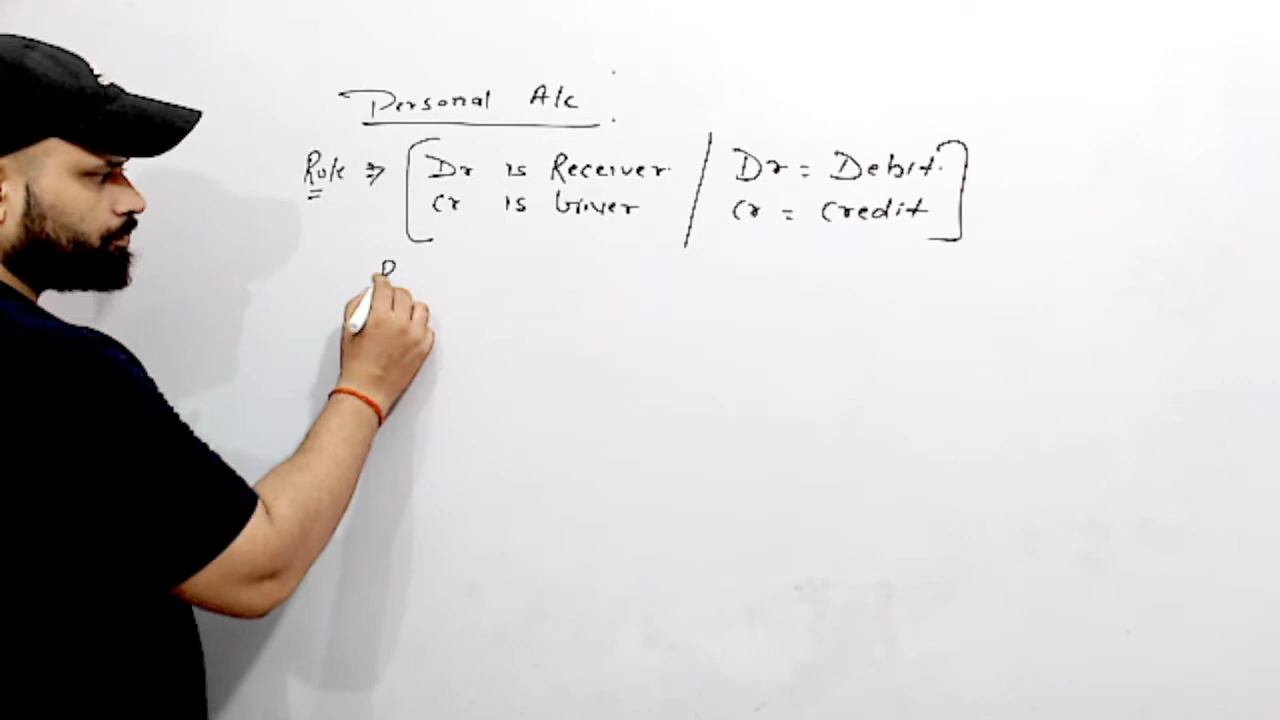 Personal A/c
Rule ⇒ [ Dr is Receiver / Dr = Debit. ]
Cr is Giver / Cr = Credit
P